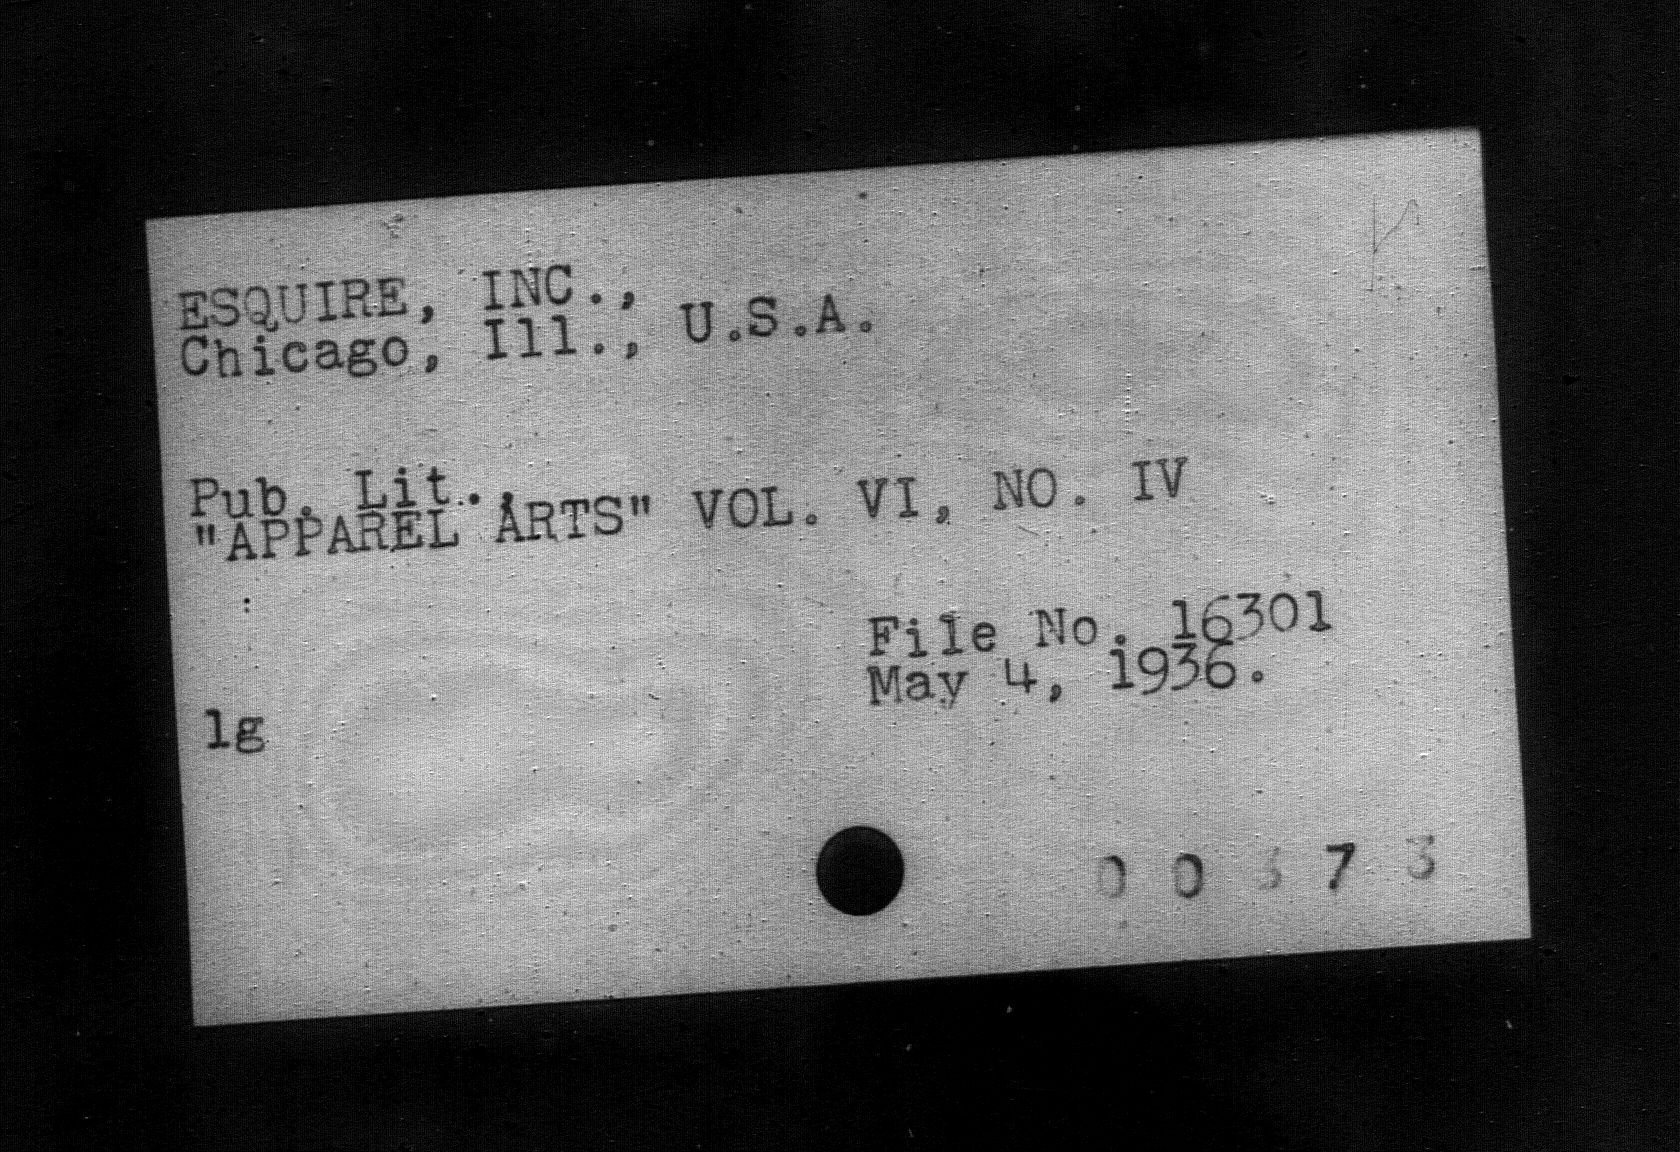 ESQUIRE, INC.,
Chicago, Ill., U.S.A.
Pub. Lit.,
"APPAREL ARTS" VOL. VI, NO. IV
:
File No. 16301
May 4, 1936.
lg
00373